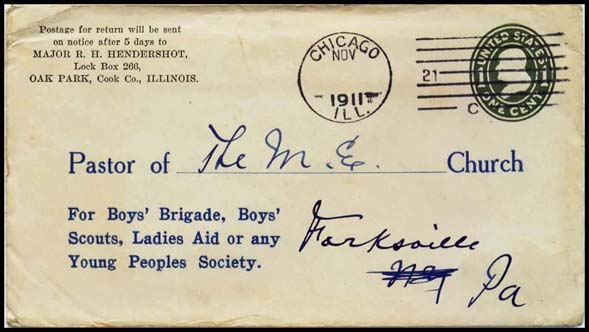 Postage for return will be sent
on notice after 5 days to
MAJOR R. H. HENDERSHOT,
Lock Box 266,
OAK PARK, Cook Co., ILLINOIS.
CHICAGO
NOV
21
1911
ILL.
C
UNITED STATES
ONE CENT
Pastor of The M. E. Church
For Boys' Brigade, Boys'
Scouts, Ladies Aid or any
Young Peoples Society.
Forksville
Pa